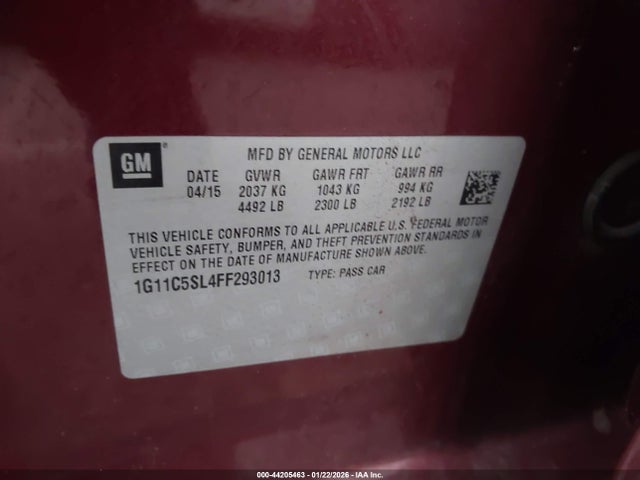 GM
MFD BY GENERAL MOTORS LLC
DATE GVWR GAWR FRT GAWR RR
04/15 2037 KG 1043 KG 994 KG
4492 LB 2300 LB 2192 LB
THIS VEHICLE CONFORMS TO ALL APPLICABLE U.S. FEDERAL MOTOR
VEHICLE SAFETY, BUMPER, AND THEFT PREVENTION STANDARDS IN
EFFECT ON THE DATE OF MANUFACTURE SHOWN ABOVE.
1G11C5SL4FF293013 TYPE: PASS CAR
000-44205463 - 01/22/2026 - IAA Inc.